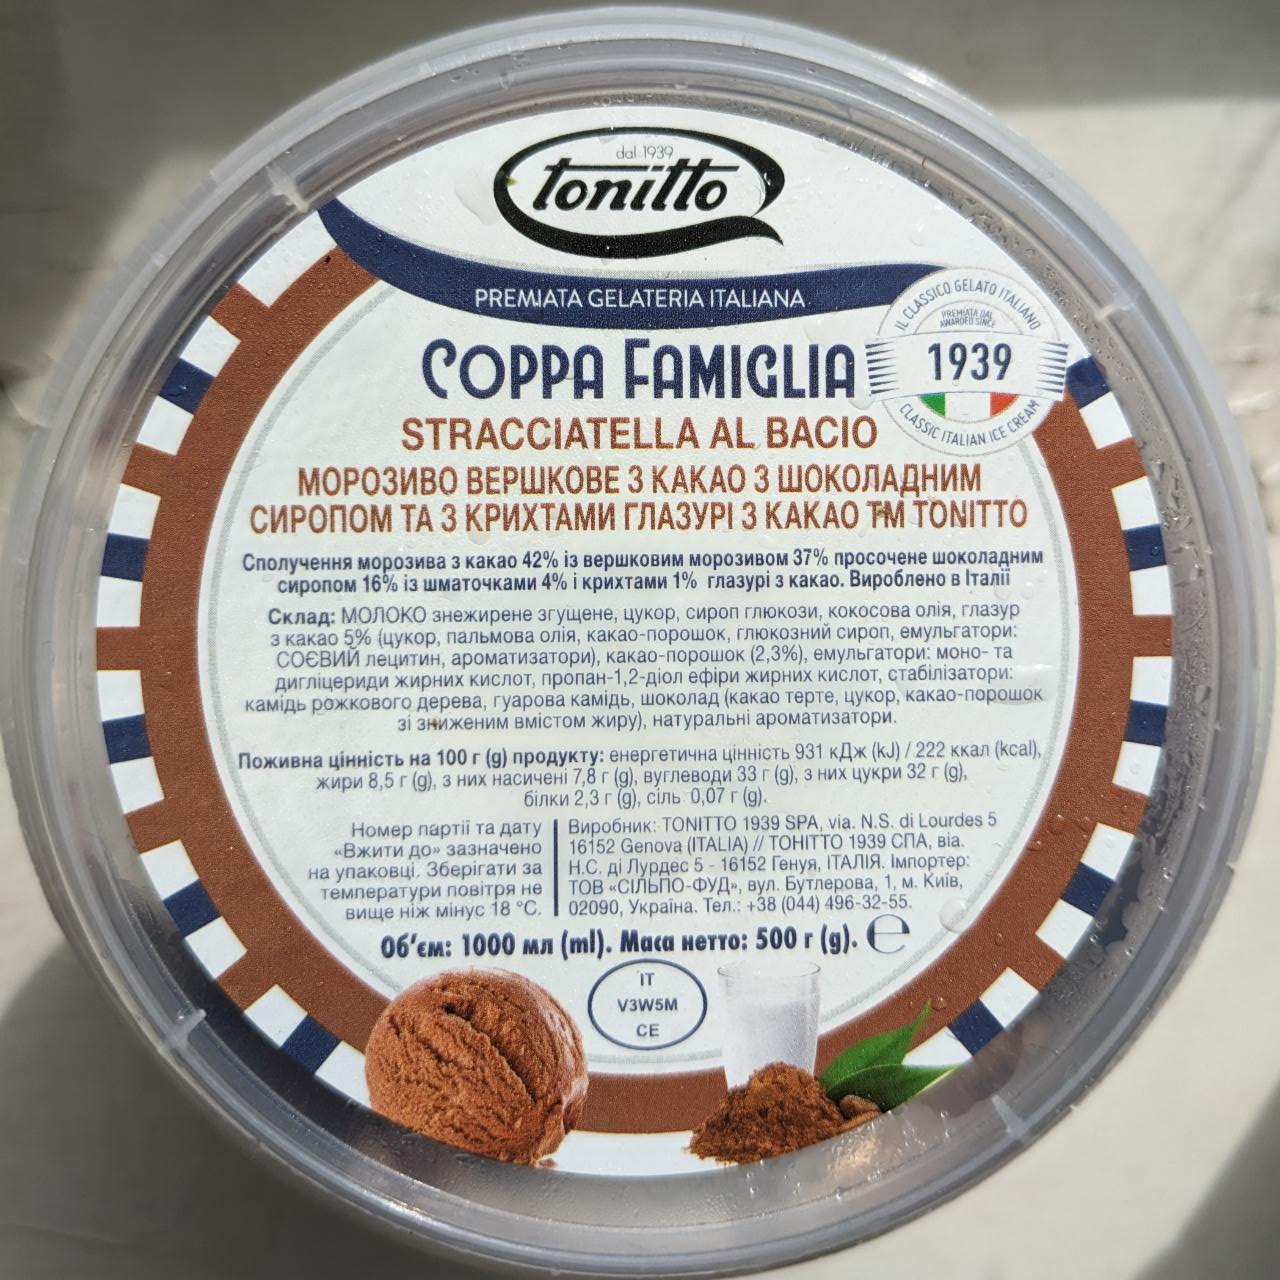 dal 1939
tonitto
PREMIATA GELATERIA ITALIANA
IL CLASSICO GELATO ITALIANO
PREMIATA DAL
AWARDED SINCE
1939
CLASSIC ITALIAN ICE CREAM
COPPA FAMIGLIA
STRACCIATELLA AL BACIO
МОРОЗИВО ВЕРШКОВЕ З КАКАО З ШОКОЛАДНИМ
СИРОПОМ ТА З КРИХТАМИ ГЛАЗУРІ З КАКАО ТМ TONITTO
Сполучення морозива з какао 42% із вершковим морозивом 37% просочене шоколадним
сиропом 16% із шматочками 4% і крихтами 1% глазурі з какао. Вироблено в Італії
Склад: МОЛОКО знежирене згущене, цукор, сироп глюкози, кокосова олія, глазур
з какао 5% (цукор, пальмова олія, какао-порошок, глюкозний сироп, емульгатори:
СОЄВИЙ лецитин, ароматизатори), какао-порошок (2,3%), емульгатори: моно- та
дигліцериди жирних кислот, пропан-1,2-діол ефіри жирних кислот, стабілізатори:
камідь рожкового дерева, гуарова камідь, шоколад (какао терте, цукор, какао-порошок
зі зниженим вмістом жиру), натуральні ароматизатори.
Поживна цінність на 100 г (g) продукту: енергетична цінність 931 кДж (kJ) / 222 ккал (kcal),
жири 8,5 г (g), з них насичені 7,8 г (g), вуглеводи 33 г (g), з них цукри 32 г (g),
білки 2,3 г (g), сіль 0,07 г (g).
Номер партії та дату
«Вжити до» зазначено
на упаковці. Зберігати за
температури повітря не
вище ніж мінус 18 °C.
Виробник: TONITTO 1939 SPA, via. N.S. di Lourdes 5
16152 Genova (ITALIA) // ТОНІТТО 1939 СПА, віа.
Н.С. ді Лурдес 5 - 16152 Генуя, ІТАЛІЯ. Імпортер:
ТОВ «СІЛЬПО-ФУД», вул. Бутлерова, 1, м. Київ,
02090, Україна. Тел.: +38 (044) 496-32-55.
Об'єм: 1000 мл (ml). Маса нетто: 500 г (g). ℮
IT
V3W5M
CE